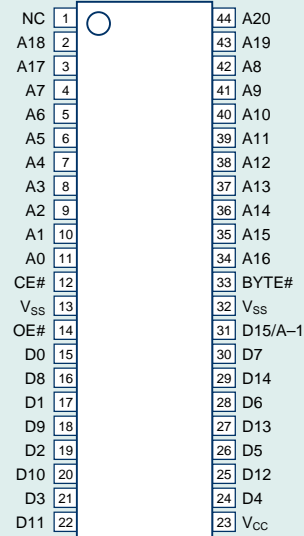 NC 1 44 A20
A18 2 43 A19
A17 3 42 A8
A7 4 41 A9
A6 5 40 A10
A5 6 39 A11
A4 7 38 A12
A3 8 37 A13
A2 9 36 A14
A1 10 35 A15
A0 11 34 A16
CE# 12 33 BYTE#
VSS 13 32 VSS
OE# 14 31 D15/A–1
D0 15 30 D7
D8 16 29 D14
D1 17 28 D6
D9 18 27 D13
D2 19 26 D5
D10 20 25 D12
D3 21 24 D4
D11 22 23 VCC